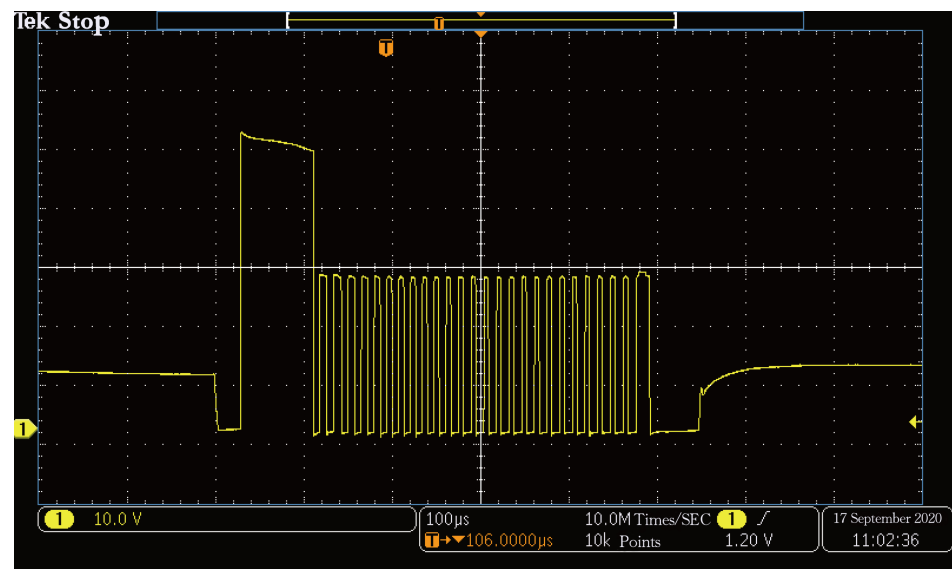 Tek Stop
T
T
1
1 10.0 V
100µs 10.0M Times/SEC 1 /
T→▼106.0000µs 10k Points 1.20 V
17 September 2020
11:02:36